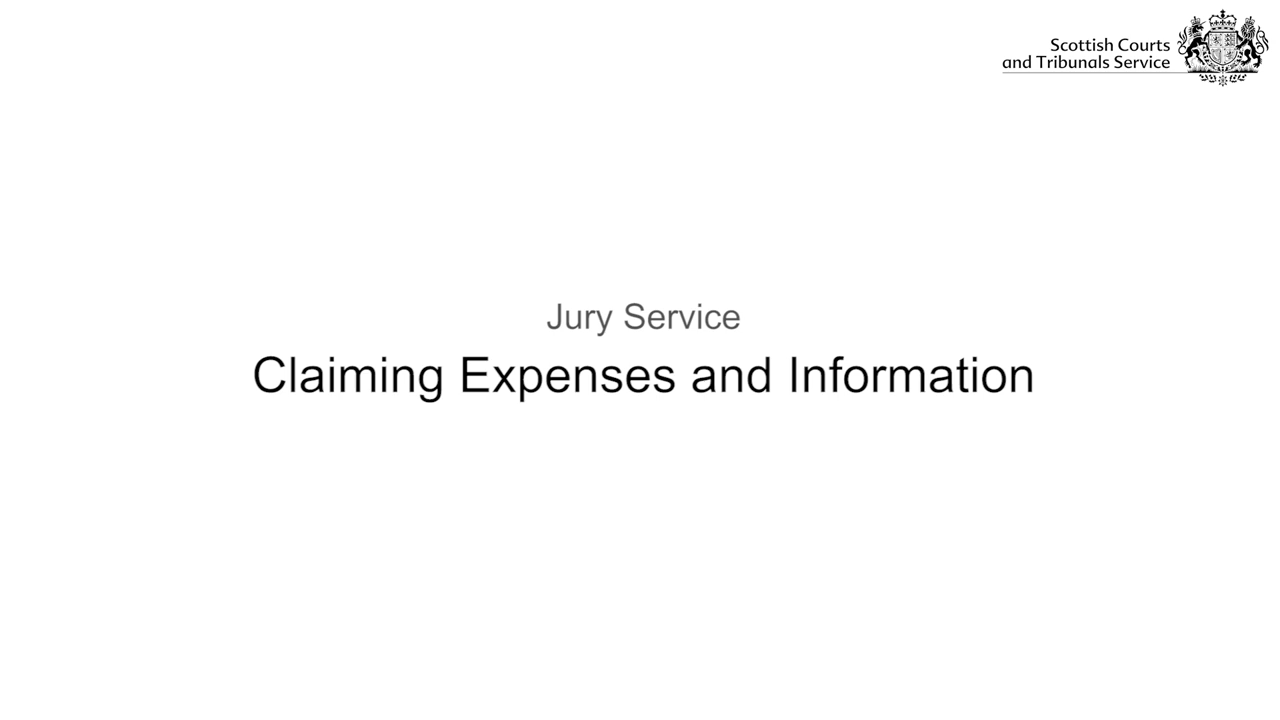 Scottish Courts
and Tribunals Service
Jury Service
Claiming Expenses and Information